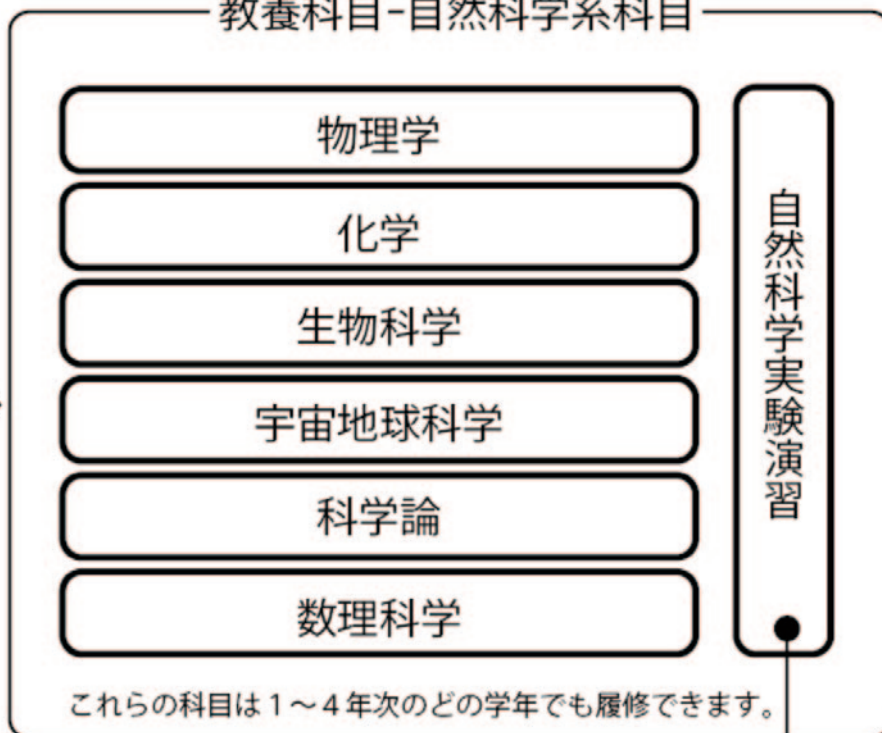 教養科目-自然科学系科目
物理学
化学
生物科学
宇宙地球科学
科学論
数理科学
自然科学実験演習
これらの科目は1~4年次のどの学年でも履修できます。